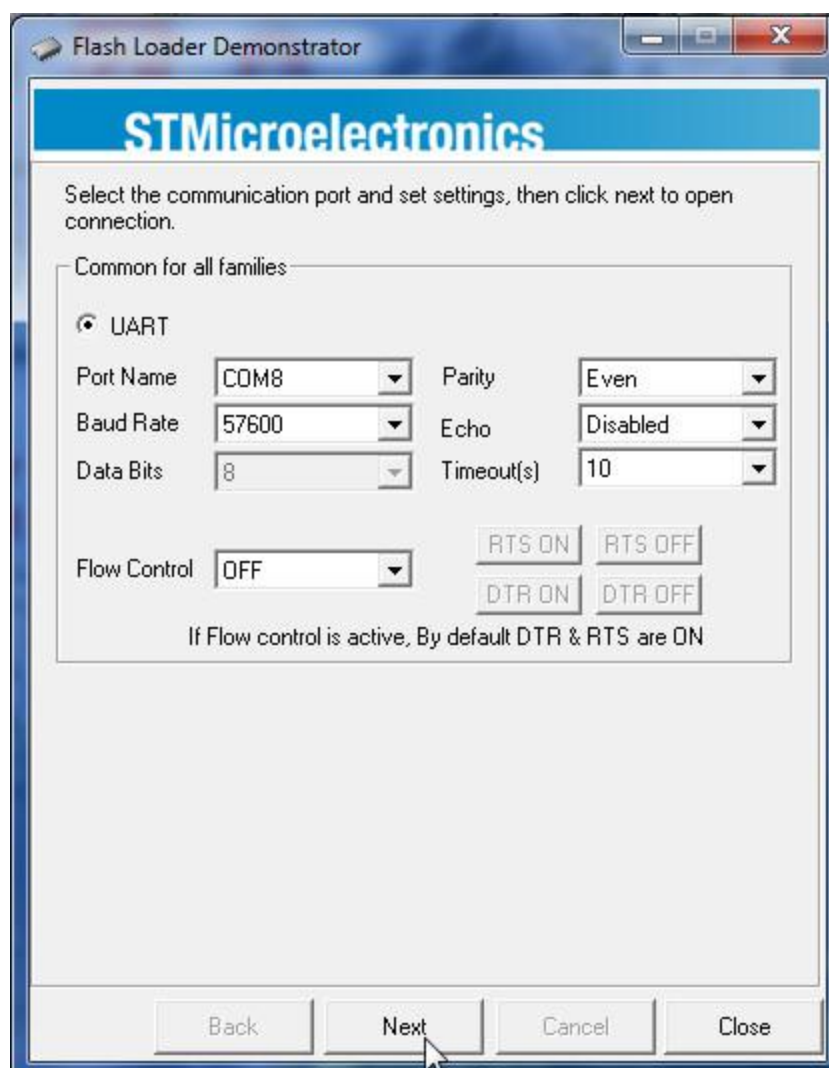 Flash Loader Demonstrator
STMicroelectronics
Select the communication port and set settings, then click next to open
connection.
Common for all families
UART
Port Name COM8 Parity Even
Baud Rate 57600 Echo Disabled
Data Bits 8 Timeout(s) 10
RTS ON RTS OFF
Flow Control OFF
DTR ON DTR OFF
If Flow control is active, By default DTR & RTS are ON
Back Next Cancel Close